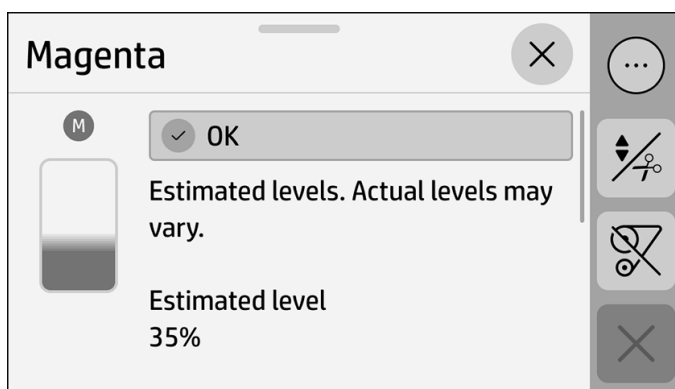 Magenta
M
OK
Estimated levels. Actual levels may
vary.
Estimated level
35%